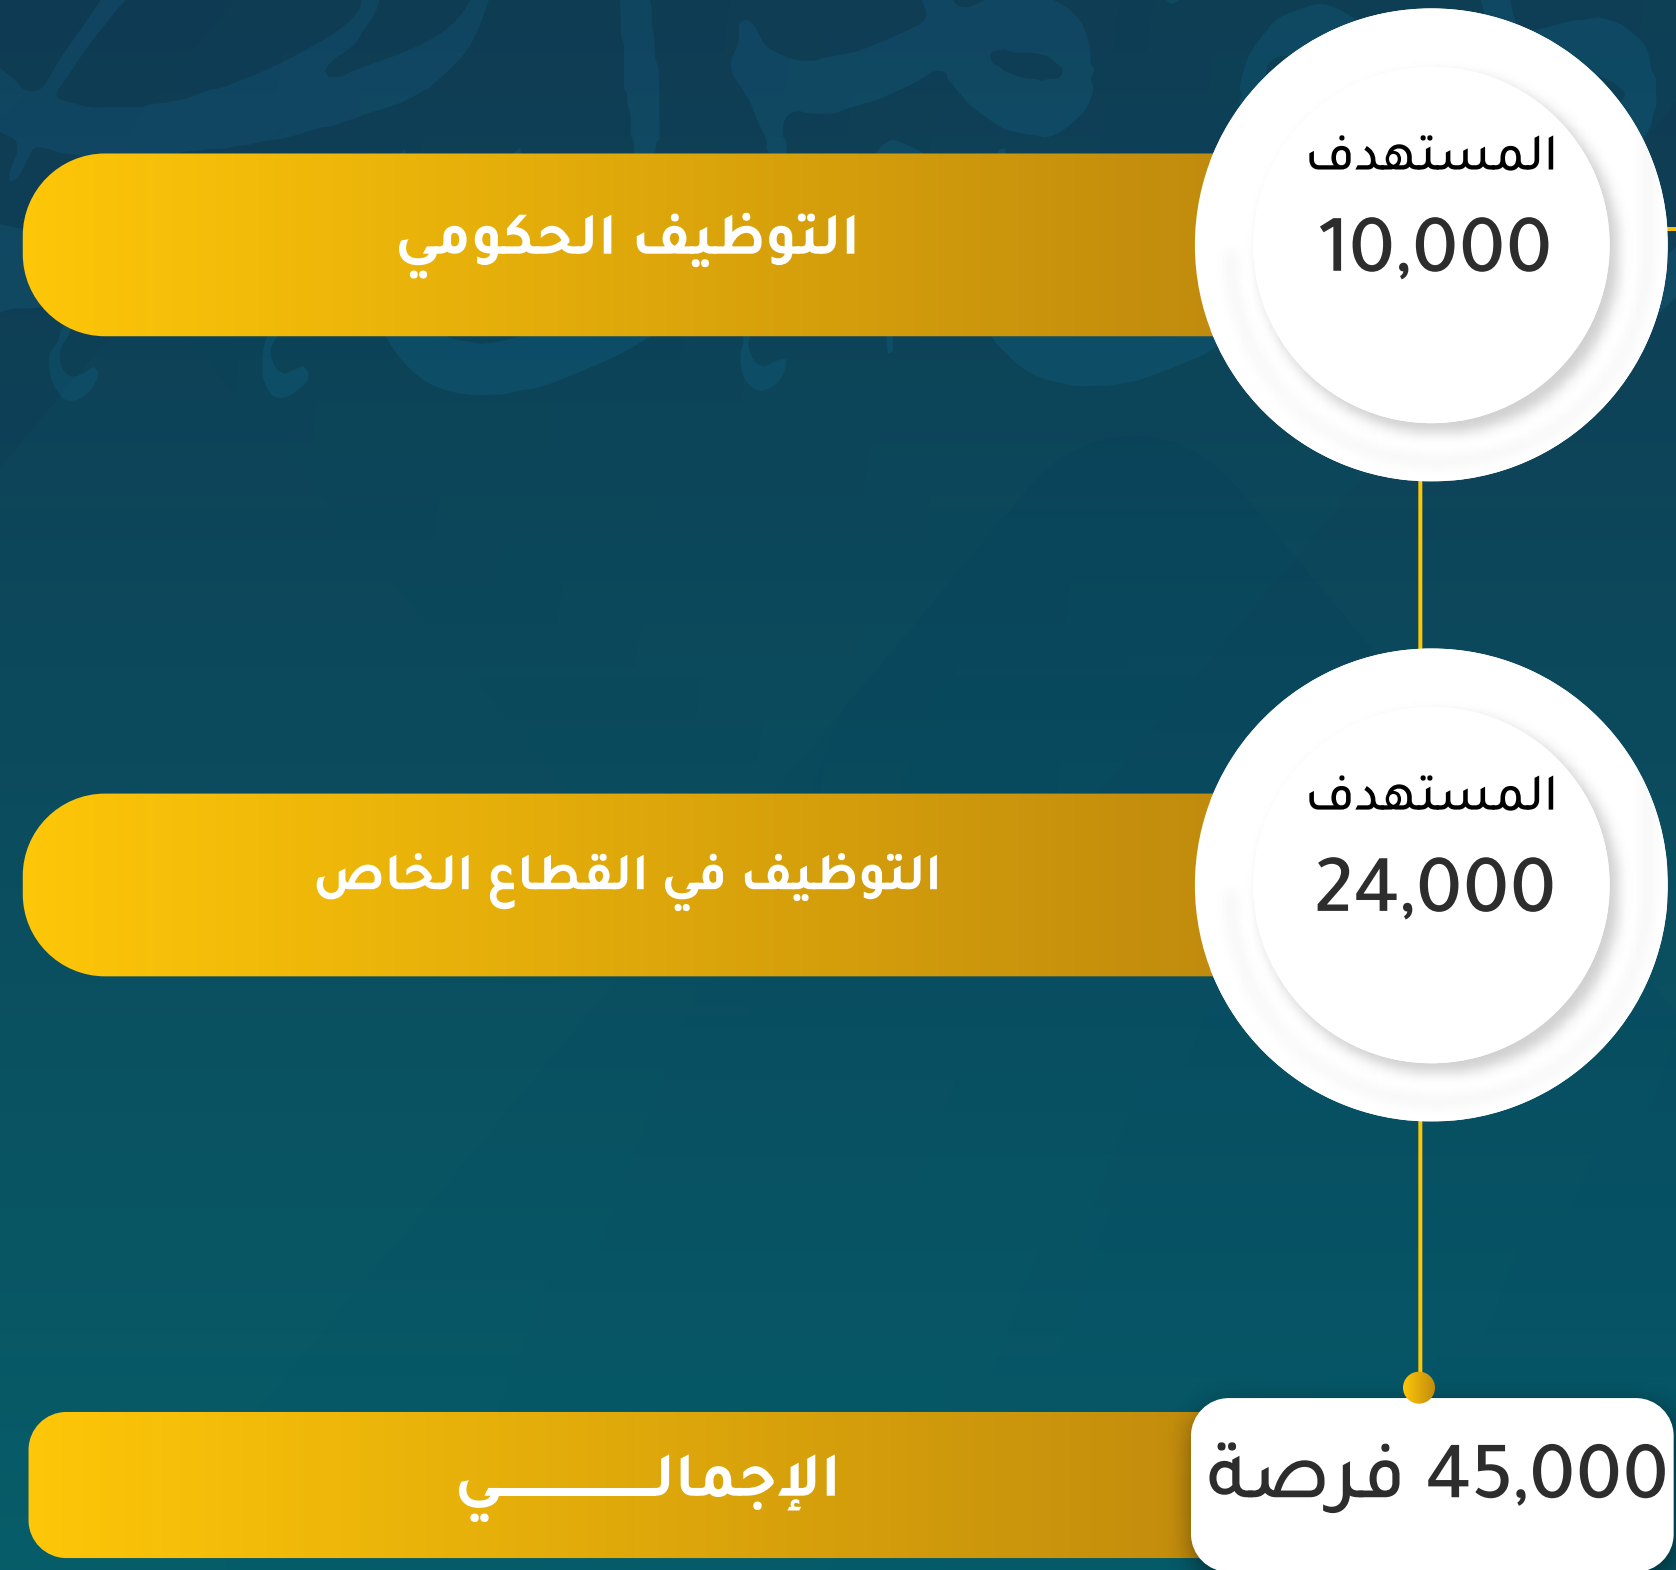 المستهدف
10,000
التوظيف الحكومي
المستهدف
24,000
التوظيف في القطاع الخاص
45,000 فرصة
الإجمالـــــــــي